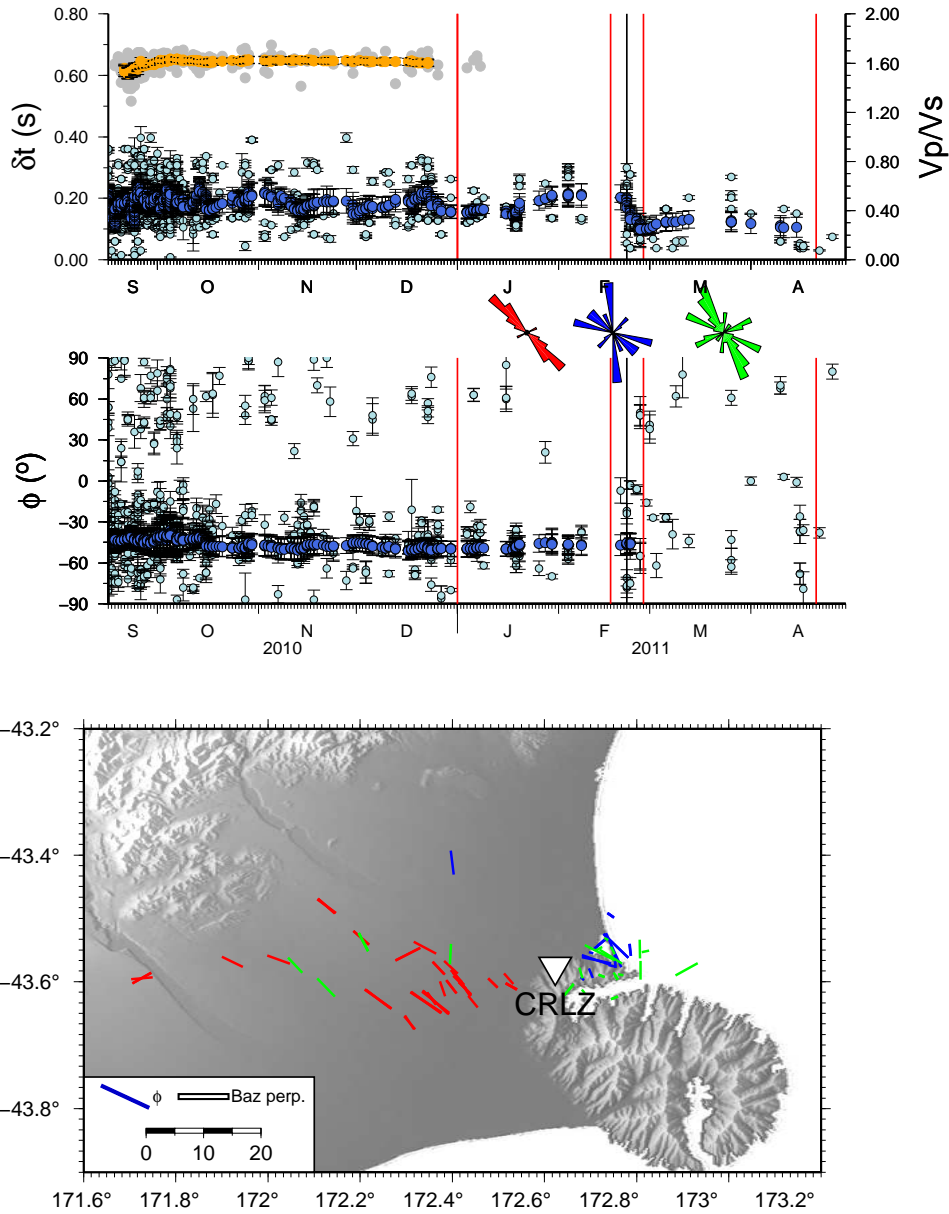 0.80 2.00
0.60 1.60
1.20
0.40
0.80
0.20 0.40
0.00 0.00
δt (s)
Vp/Vs
S O N D J F M A
90
60
30
0
−30
−60
−90
ϕ (º)
S O N D J F M A
2010 2011
−43.2°
−43.4°
−43.6°
−43.8°
CRLZ
ϕ Baz perp.
0 10 20
171.6° 171.8° 172° 172.2° 172.4° 172.6° 172.8° 173° 173.2°